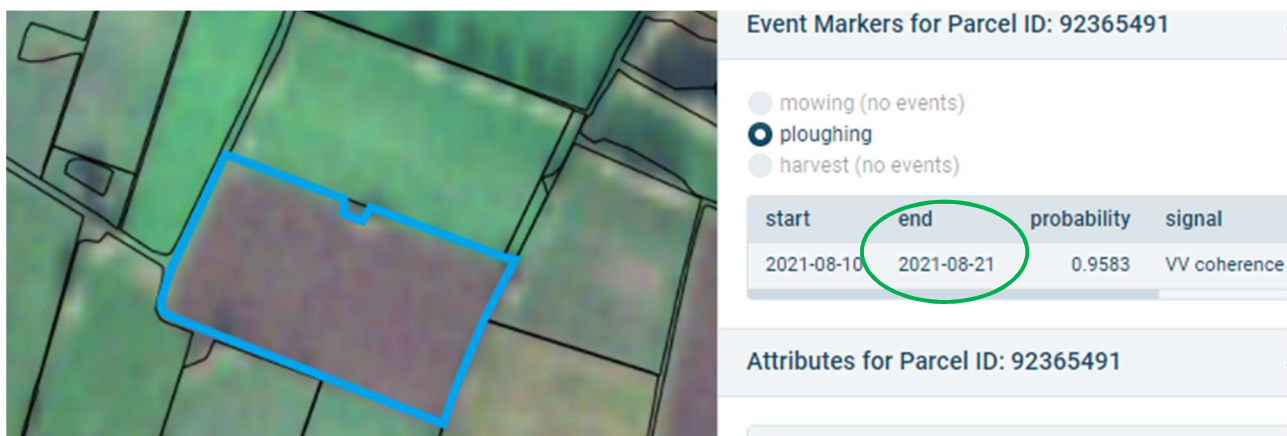 Event Markers for Parcel ID: 92365491
mowing (no events)
ploughing
harvest (no events)
start end probability signal
2021-08-10 2021-08-21 0.9583 VV coherence
Attributes for Parcel ID: 92365491